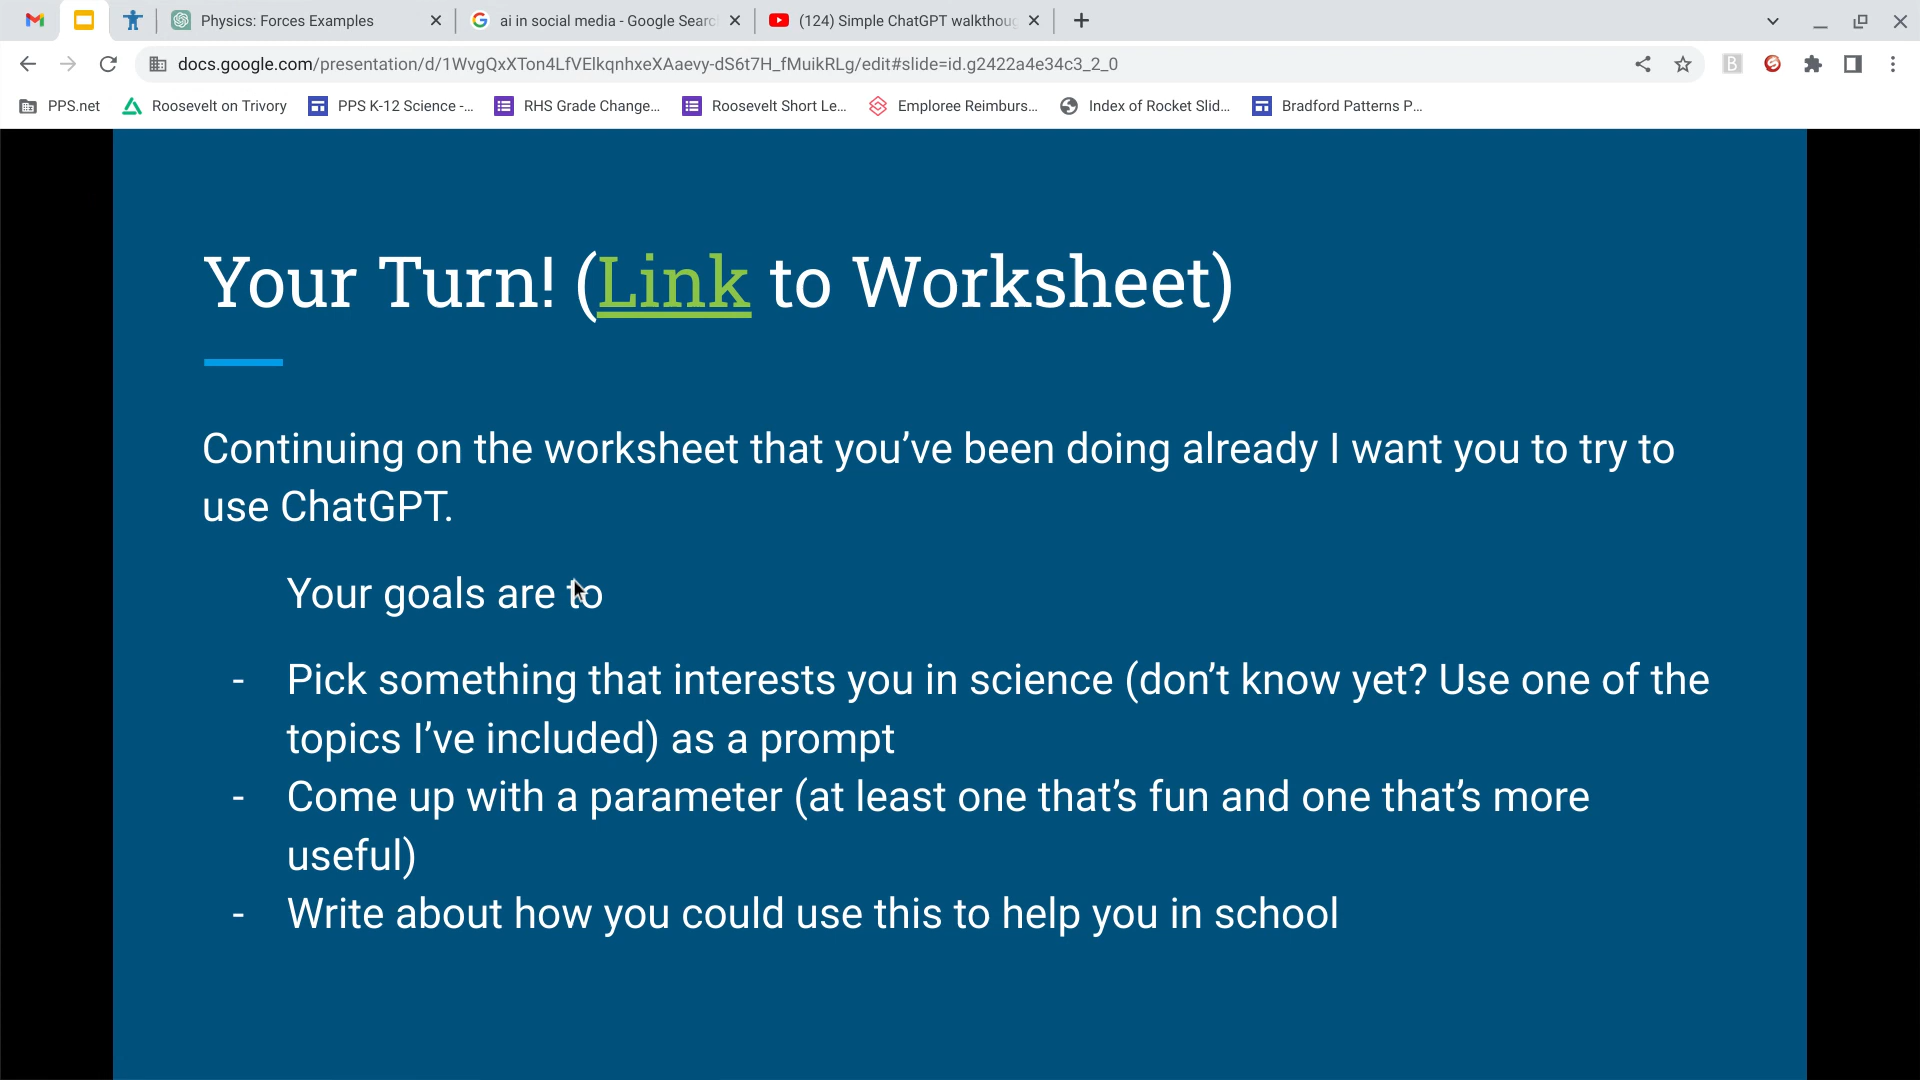 Physics: Forces Examples
ai in social media - Google Searc
(124) Simple ChatGPT walkthoug
docs.google.com/presentation/d/1WvgQxXTon4LfVElkqnhxeXAaevy-dS6t7H_fMuikRLg/edit#slide=id.g2422a4e34c3_2_0
PPS.net
Roosevelt on Trivory
PPS K-12 Science -...
RHS Grade Change...
Roosevelt Short Le...
Emploree Reimburs...
Index of Rocket Slid...
Bradford Patterns P...
Your Turn! (Link to Worksheet)
Continuing on the worksheet that you’ve been doing already I want you to try to
use ChatGPT.
Your goals are to
- Pick something that interests you in science (don’t know yet? Use one of the
topics I’ve included) as a prompt
- Come up with a parameter (at least one that’s fun and one that’s more
useful)
- Write about how you could use this to help you in school